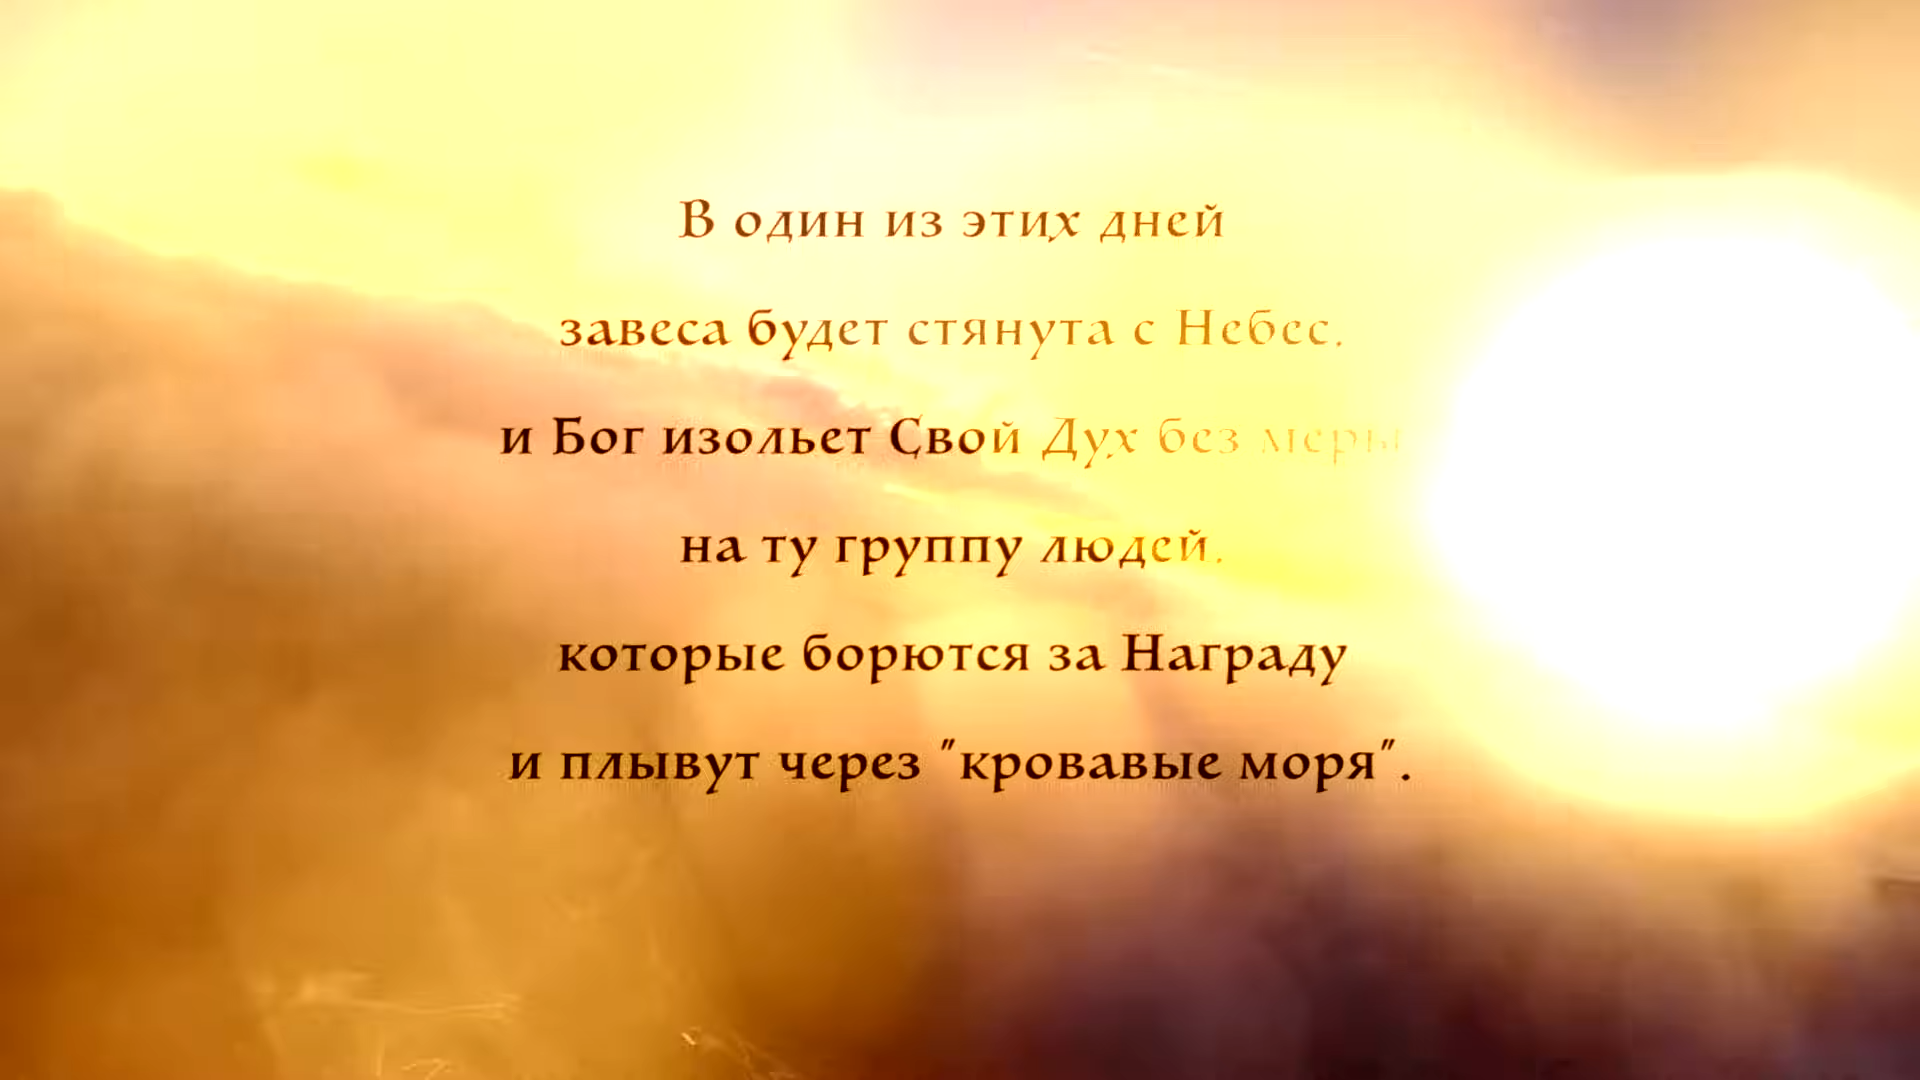 В один из этих дней
завеса будет стянута с Небес,
и Бог изольет Свой Дух без меры
на ту группу людей,
которые борются за Награду
и плывут через "кровавые моря".